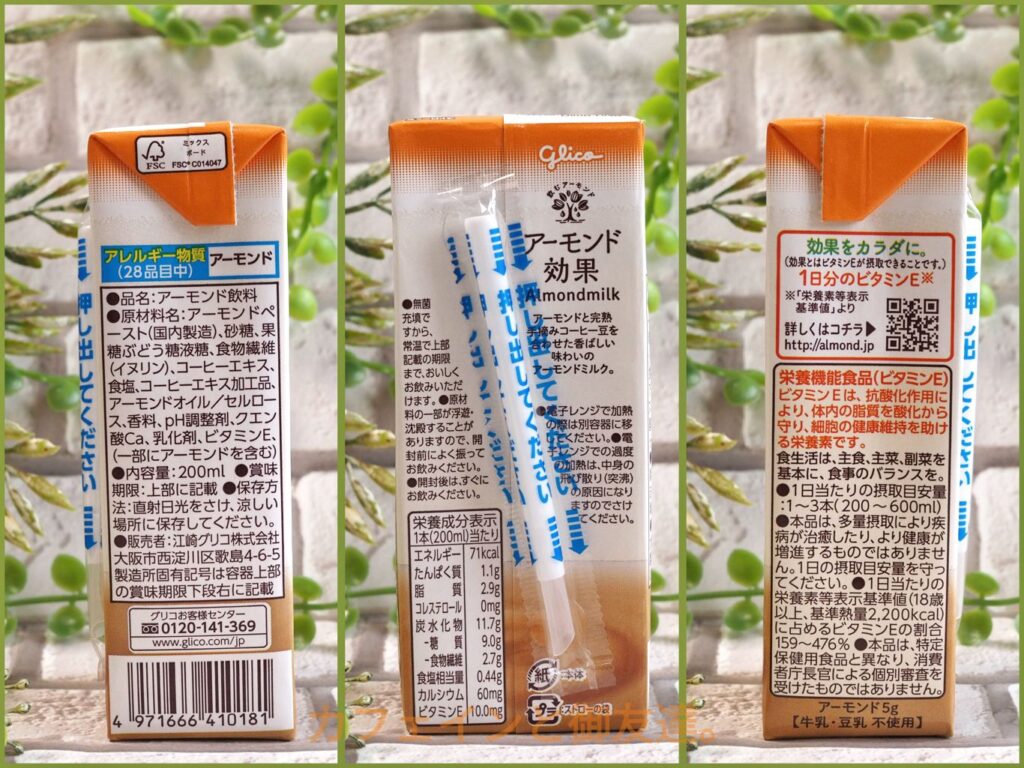 FSC
ミックス
ボード
FSC® C014047
アレルギー物質
(28品目中)
アーモンド
●品名:アーモンド飲料
●原材料名:アーモンドペ
ースト(国内製造)、砂糖、果
糖ぶどう糖液糖、食物繊維
(イヌリン)、コーヒーエキス、
食塩、コーヒーエキス加工品、
アーモンドオイル/セルロー
ス、香料、pH調整剤、クエン
酸Ca、乳化剤、ビタミンE、
(一部にアーモンドを含む)
●内容量:200ml ●賞味
期限:上部に記載 ●保存方
法:直射日光をさけ、涼しい
場所に保存してください。
●販売者:江崎グリコ株式会社
大阪市西淀川区歌島4-6-5
製造所固有記号は容器上部
の賞味期限下段右に記載
グリコお客様センター
0120-141-369
www.glico.com/jp
4 971666 410181
押し出してください
Glico
飲むアーモンド
アーモンド
効果
Almondmilk
アーモンドと完熟
手摘みコーヒー豆を
合わせた香ばしい
味わいの
アーモンドミルク。
●無菌
充填で
すから、
常温で上部
記載の期限
まで、おいしく
お飲みいただ
けます。●原材
料の一部が浮遊・
沈殿することが
ありますので、開
封前によく振って
お飲みください。
●開封後は、すぐに
お飲みください。
●電子レンジで加熱
の際は別容器に移
してください。●電
子レンジでの過度
の加熱は、中身の
飛び散り(突沸)
の原因になり
ますのでさけ
てください。
押し出してください
押し出してください
栄養成分表示
1本(200ml)当たり
エネルギー 71kcal
たんぱく質 1.1g
脂質 2.9g
コレステロール 0mg
炭水化物 11.7g
-糖質 9.0g
-食物繊維 2.7g
食塩相当量 0.44g
カルシウム 60mg
ビタミンE 10.0mg
紙 本体
プラ ストローの袋
効果をカラダに。
(効果とはビタミンEが摂取できることです。)
1日分のビタミンE※
※「栄養素等表示
基準値」より
詳しくはコチラ▶
http://almond.jp
栄養機能食品(ビタミンE)
ビタミンEは、抗酸化作用に
より、体内の脂質を酸化から
守り、細胞の健康維持を助け
る栄養素です。
食生活は、主食、主菜、副菜を
基本に、食事のバランスを。
●1日当たりの摂取目安量
:1~3本(200~600ml)
●本品は、多量摂取により疾
病が治癒したり、より健康が
増進するものではありませ
ん。1日の摂取目安量を守っ
てください。●1日当たりの
栄養素等表示基準値(18歳
以上、基準熱量2,200kcal)
に占めるビタミンEの割合
159~476% ●本品は、特定
保健用食品と異なり、消費
者庁長官による個別審査を
受けたものではありません。
アーモンド5g
【牛乳・豆乳 不使用】
カフェインと御友達。